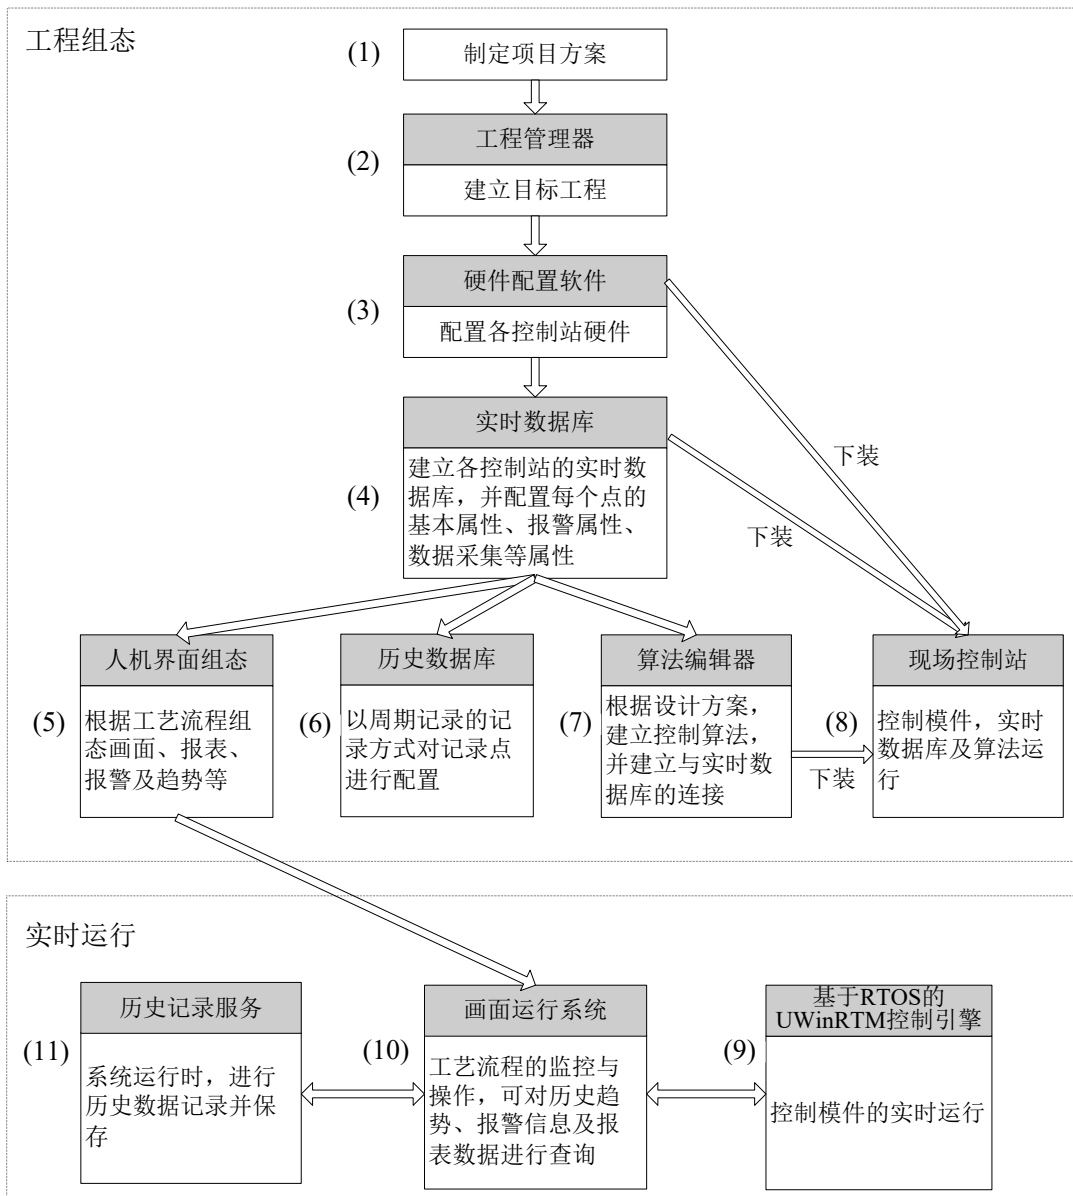 工程组态
(1)
制定项目方案
(2)
工程管理器
建立目标工程
(3)
硬件配置软件
配置各控制站硬件
(4)
实时数据库
建立各控制站的实时数
据库，并配置每个点的
基本属性、报警属性、
数据采集等属性
下装
下装
(5)
人机界面组态
根据工艺流程组
态画面、报表、
报警及趋势等
(6)
历史数据库
以周期记录的记
录方式对记录点
进行配置
(7)
算法编辑器
根据设计方案，
建立控制算法，
并建立与实时数
据库的连接
下装
(8)
现场控制站
控制模件，实时
数据库及算法运
行
实时运行
(11)
历史记录服务
系统运行时，进行
历史数据记录并保
存
(10)
画面运行系统
工艺流程的监控与
操作，可对历史趋
势、报警信息及报
表数据进行查询
(9)
基于RTOS的
UWinRTM控制引擎
控制模件的实时运行